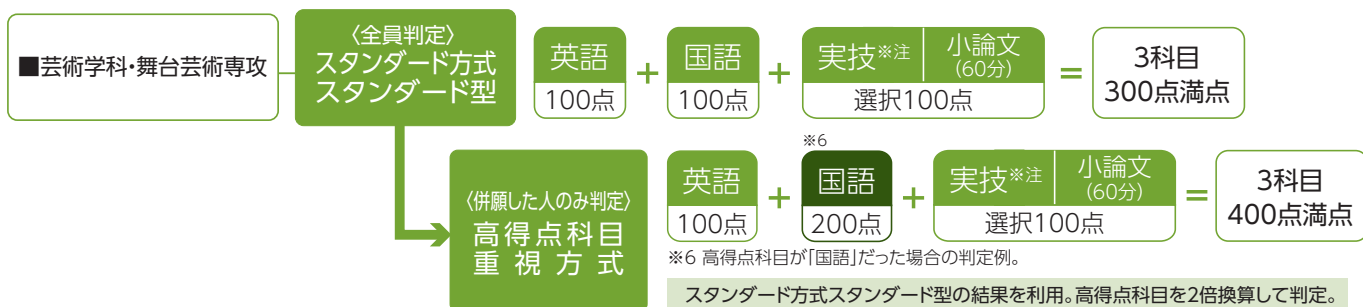 ■芸術学科・舞台芸術専攻
〈全員判定〉
スタンダード方式
スタンダード型
英語
100点
+
国語
100点
+
実技※注
小論文
(60分)
選択100点
=
3科目
300点満点
〈併願した人のみ判定〉
高得点科目
重視方式
英語
100点
+
※6
国語
200点
+
実技※注
小論文
(60分)
選択100点
=
3科目
400点満点
※6 高得点科目が「国語」だった場合の判定例。
スタンダード方式スタンダード型の結果を利用。高得点科目を2倍換算して判定。